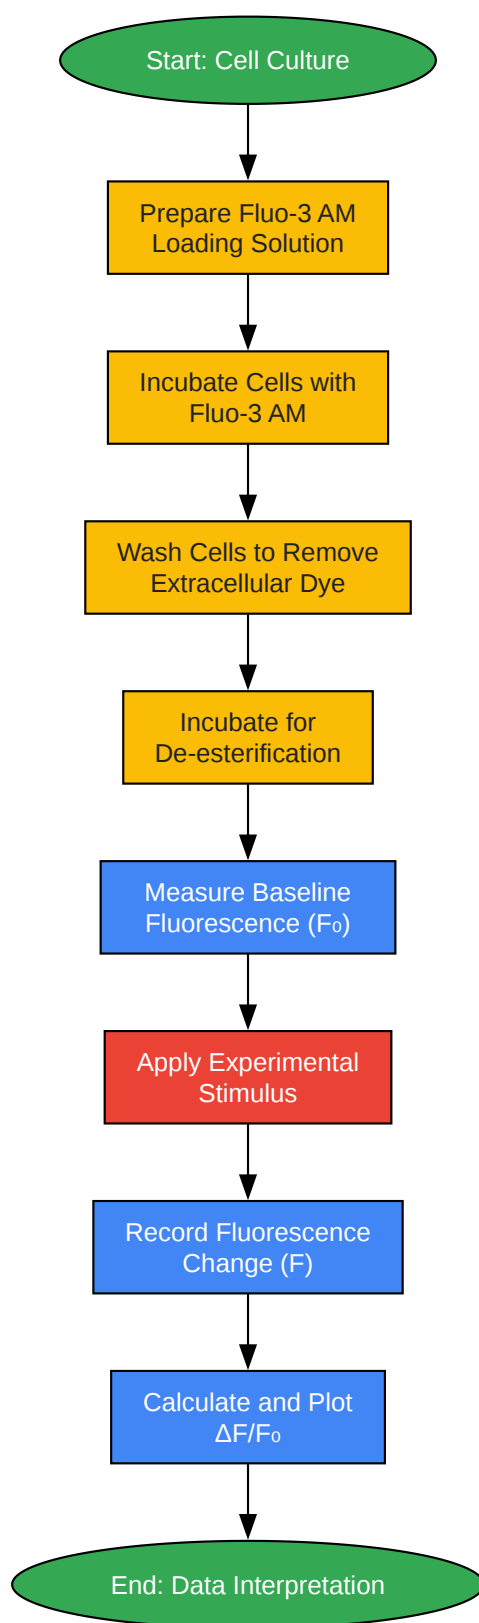 Start: Cell Culture
Prepare Fluo-3 AM
Loading Solution
Incubate Cells with
Fluo-3 AM
Wash Cells to Remove
Extracellular Dye
Incubate for
De-esterification
Measure Baseline
Fluorescence (F₀)
Apply Experimental
Stimulus
Record Fluorescence
Change (F)
Calculate and Plot
ΔF/F₀
End: Data Interpretation